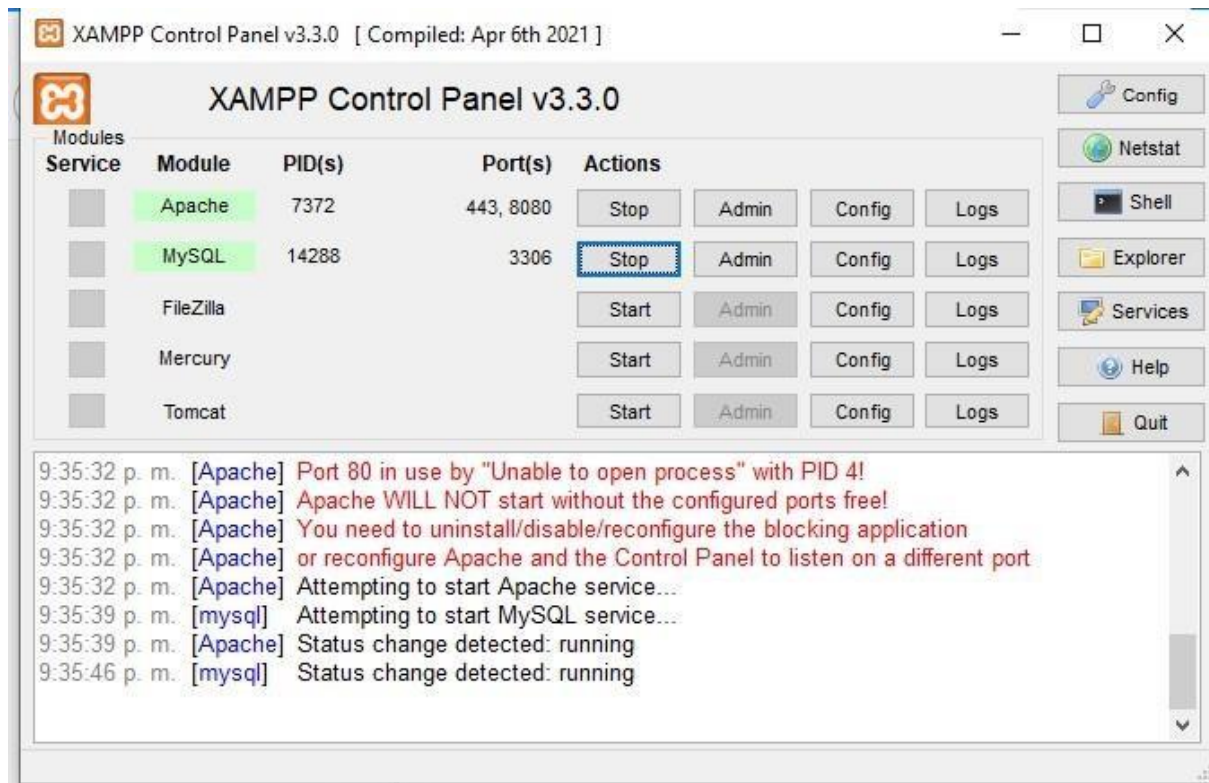 XAMPP Control Panel v3.3.0 [ Compiled: Apr 6th 2021 ]
XAMPP Control Panel v3.3.0
Config
Modules
Service Module PID(s) Port(s) Actions
Netstat
Apache 7372 443, 8080 Stop Admin Config Logs
Shell
MySQL 14288 3306 Stop Admin Config Logs
Explorer
FileZilla Start Admin Config Logs
Services
Mercury Start Admin Config Logs
Help
Tomcat Start Admin Config Logs
Quit
9:35:32 p. m. [Apache] Port 80 in use by "Unable to open process" with PID 4!
9:35:32 p. m. [Apache] Apache WILL NOT start without the configured ports free!
9:35:32 p. m. [Apache] You need to uninstall/disable/reconfigure the blocking application
9:35:32 p. m. [Apache] or reconfigure Apache and the Control Panel to listen on a different port
9:35:32 p. m. [Apache] Attempting to start Apache service...
9:35:39 p. m. [mysql] Attempting to start MySQL service...
9:35:39 p. m. [Apache] Status change detected: running
9:35:46 p. m. [mysql] Status change detected: running